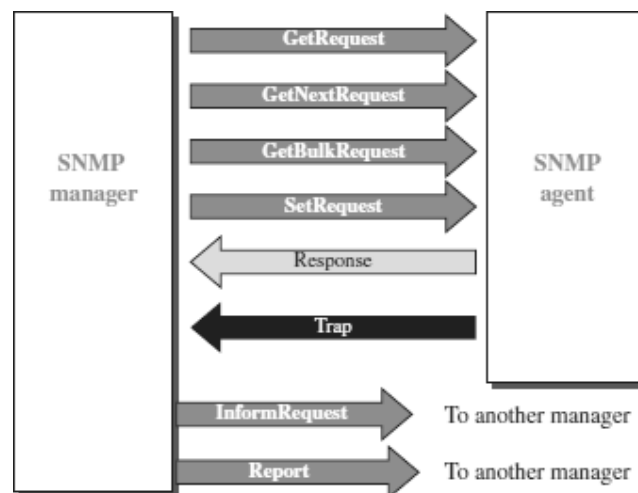 GetRequest
GetNextRequest
GetBulkRequest
SNMP
manager
SNMP
agent
SetRequest
Response
Trap
InformRequest
To another manager
Report
To another manager